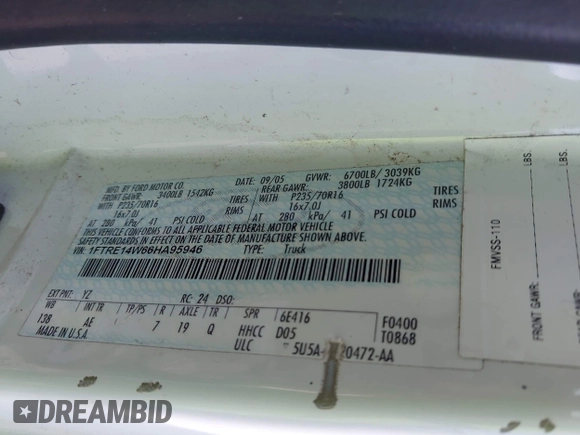 MFD. BY FORD MOTOR CO.
DATE: 09/05 GVWR: 6700LB/ 3039KG
FRONT GAWR: 3400LB 1542KG REAR GAWR: 3800LB 1724KG
WITH P235/70R16 TIRES WITH P235/70R16 TIRES
16x7.0J RIMS 16x7.0J RIMS
AT 280 kPa/ 41 PSI COLD AT 280 kPa/ 41 PSI COLD
THIS VEHICLE CONFORMS TO ALL APPLICABLE FEDERAL MOTOR VEHICLE
SAFETY STANDARDS IN EFFECT ON THE DATE OF MANUFACTURE SHOWN ABOVE.
VIN: 1FTRE14W66HA95946 TYPE: Truck
EXT PNT: YZ RC: 24 DSO:
WB INT TR TP/PS R AXLE TR SPR 6E416 F0400
138 AE 7 19 Q HHCC D05 T0868
MADE IN U.S.A. ULC 5U5A- 20472-AA
FMVSS-110
FRONT GAWR:
LBS.
LBS.
DREAMBID